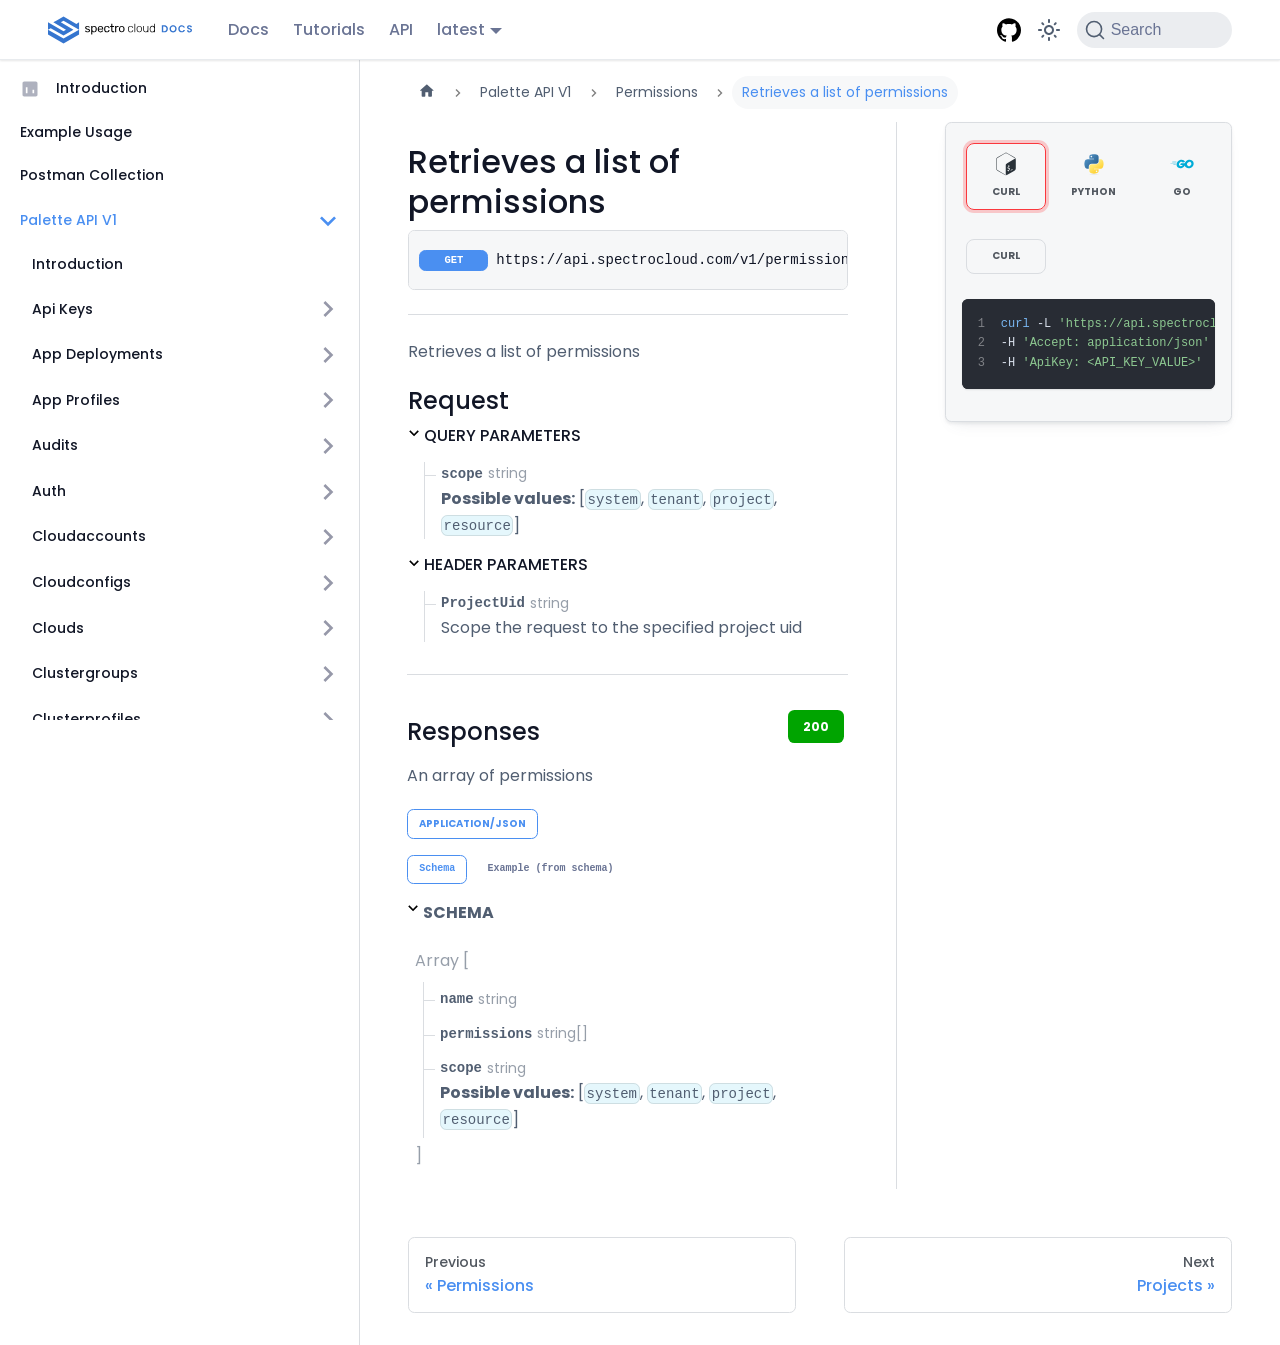 spectro cloud DOCS
Docs
Tutorials
API
latest
Search
Introduction
Example Usage
Postman Collection
Palette API V1
Introduction
Api Keys
App Deployments
App Profiles
Audits
Auth
Cloudaccounts
Cloudconfigs
Clouds
Clustergroups
Clusterprofiles
Palette API V1
Permissions
Retrieves a list of permissions
Retrieves a list of
permissions
GET https://api.spectrocloud.com/v1/permission
Retrieves a list of permissions
Request
QUERY PARAMETERS
scope string
Possible values: [system, tenant, project,
resource]
HEADER PARAMETERS
ProjectUid string
Scope the request to the specified project uid
Responses
200
An array of permissions
APPLICATION/JSON
Schema
Example (from schema)
SCHEMA
Array [
name string
permissions string[]
scope string
Possible values: [system, tenant, project,
resource]
]
CURL
PYTHON
GO
CURL
1 curl -L 'https://api.spectrocl
2 -H 'Accept: application/json'
3 -H 'ApiKey: <API_KEY_VALUE>'
Previous
« Permissions
Next
Projects »